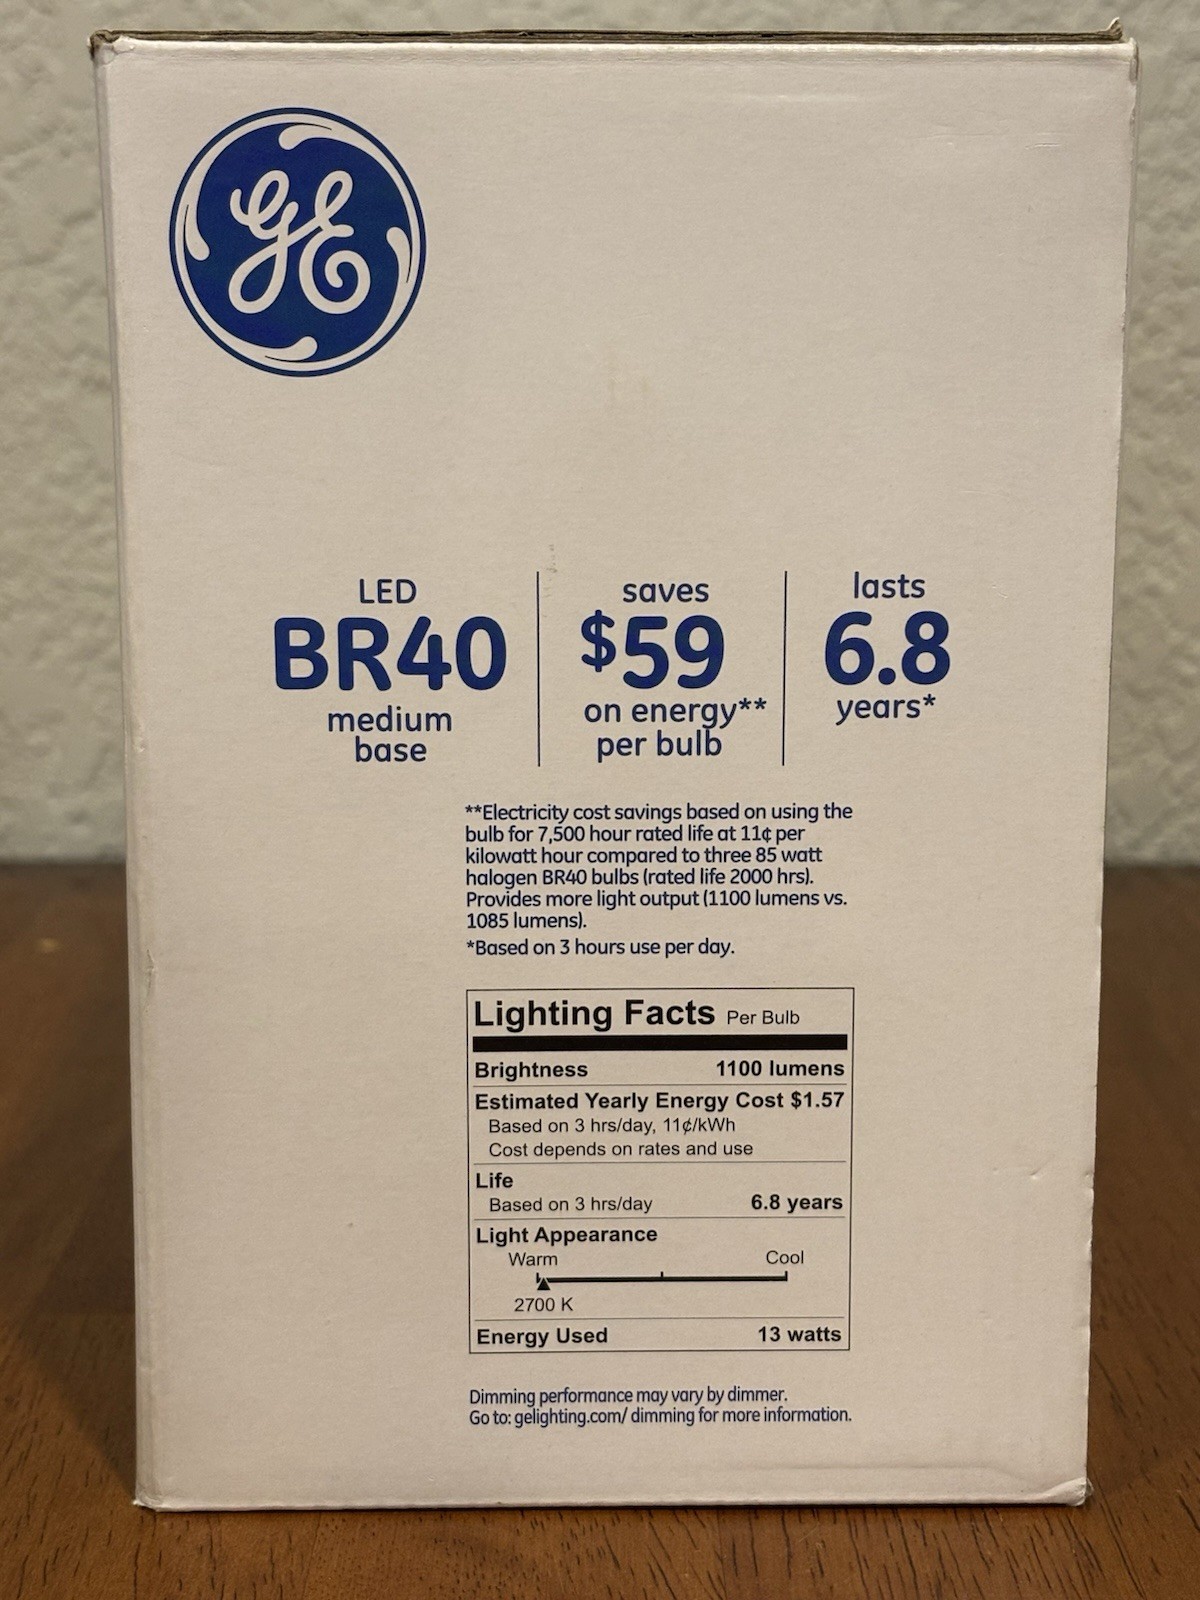 GE
LED
BR40
medium
base
saves
$59
on energy**
per bulb
lasts
6.8
years*
**Electricity cost savings based on using the
bulb for 7,500 hour rated life at 11¢ per
kilowatt hour compared to three 85 watt
halogen BR40 bulbs (rated life 2000 hrs).
Provides more light output (1100 lumens vs.
1085 lumens).
*Based on 3 hours use per day.
Lighting Facts Per Bulb
Brightness 1100 lumens
Estimated Yearly Energy Cost $1.57
Based on 3 hrs/day, 11¢/kWh
Cost depends on rates and use
Life
Based on 3 hrs/day 6.8 years
Light Appearance
Warm Cool
2700 K
Energy Used 13 watts
Dimming performance may vary by dimmer.
Go to: gelighting.com/ dimming for more information.